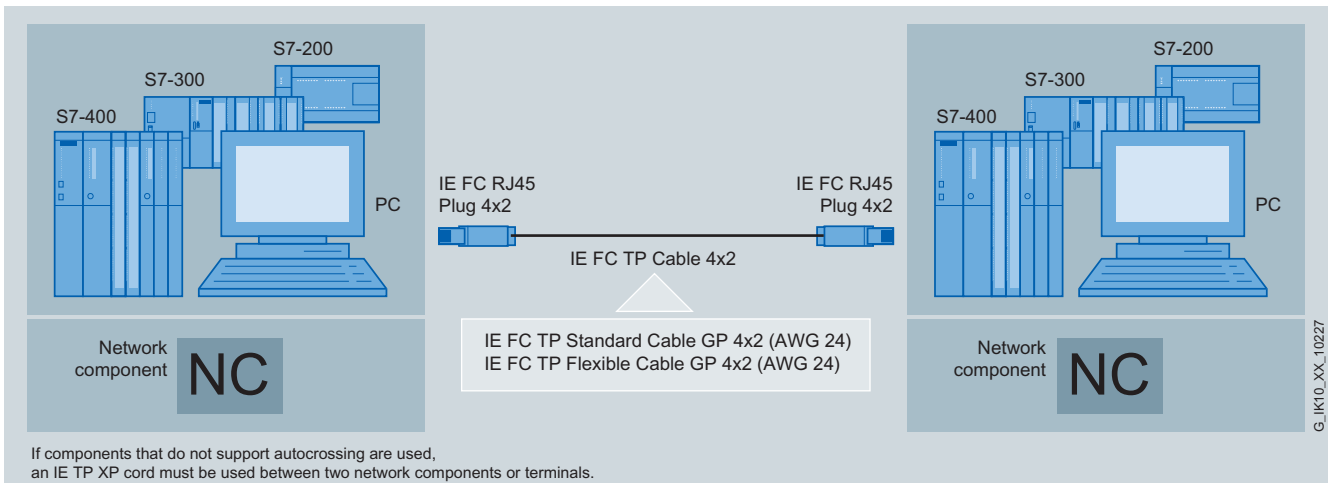 S7-200
S7-300
S7-400
PC
Network
component
NC
IE FC RJ45
Plug 4x2
IE FC RJ45
Plug 4x2
IE FC TP Cable 4x2
IE FC TP Standard Cable GP 4x2 (AWG 24)
IE FC TP Flexible Cable GP 4x2 (AWG 24)
S7-200
S7-300
S7-400
PC
Network
component
NC
G_IK10_XX_10227
If components that do not support autocrossing are used,
an IE TP XP cord must be used between two network components or terminals.